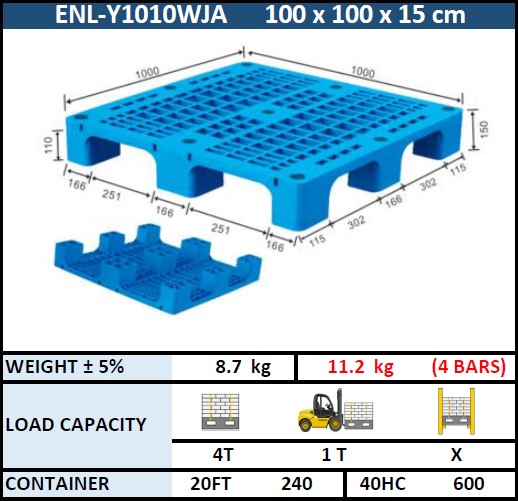 ENL-Y1010WJA 100 x 100 x 15 cm
1000 1000
110 150
166 251 166 251 166 115 302 166 302 115
WEIGHT ± 5% 8.7 kg 11.2 kg (4 BARS)
LOAD CAPACITY
4T 1 T X
CONTAINER 20FT 240 40HC 600